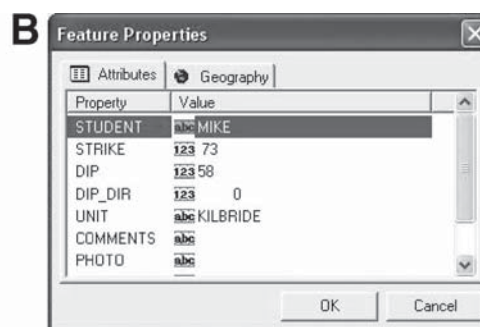 B
Feature Properties
Attributes Geography
Property Value
STUDENT abc MIKE
STRIKE 123 73
DIP 123 58
DIP_DIR 123 0
UNIT abc KILBRIDE
COMMENTS abc
PHOTO abc
OK Cancel